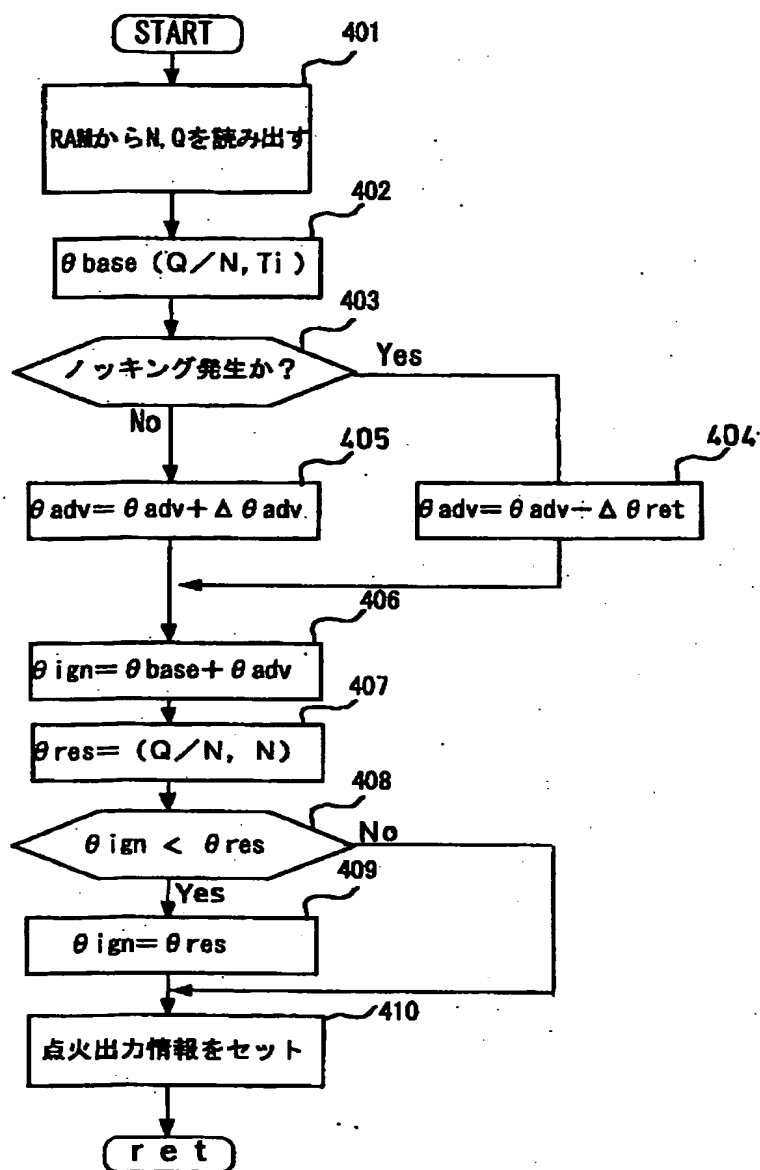 START
401
RAMからN,Qを読み出す
402
θbase (Q/N, Ti)
403
ノッキング発生か?
Yes
No
405
404
θadv=θadv+Δθadv
θadv=θadv-Δθret
406
θign=θbase+θadv
407
θres= (Q/N, N)
408
θign < θres
No
Yes
409
θign=θres
410
点火出力情報をセット
ret